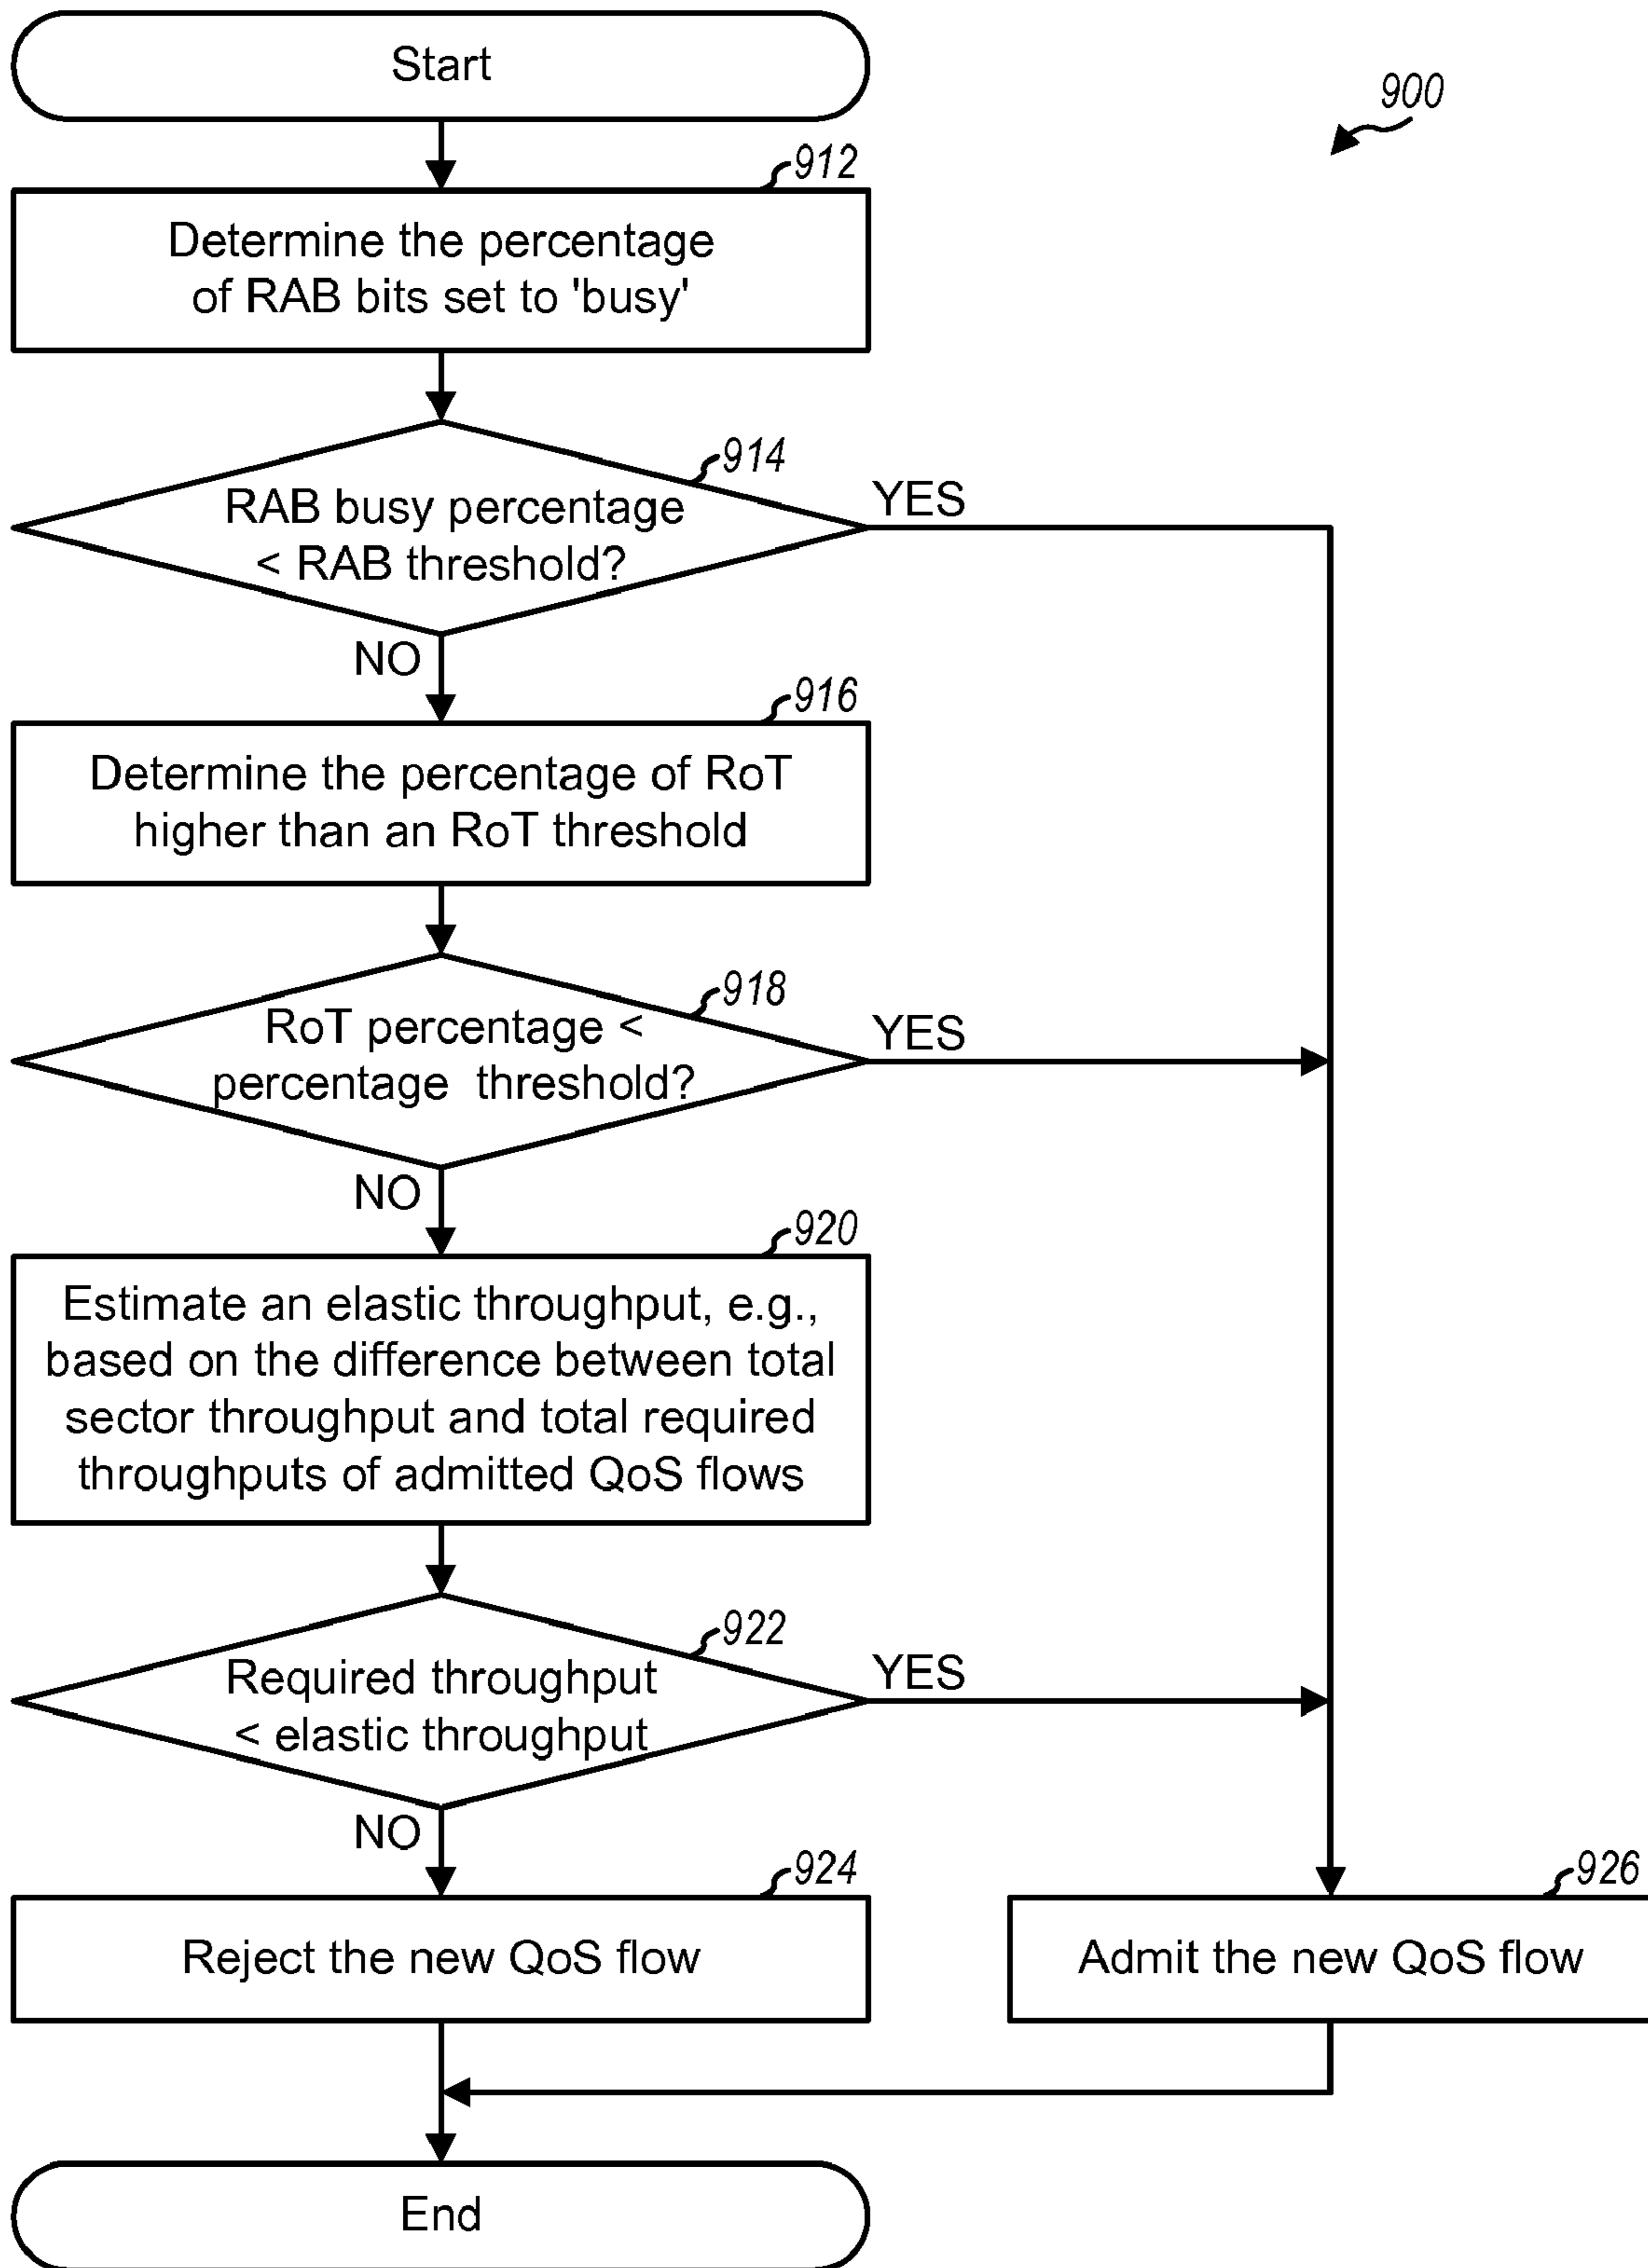 Start
900
912
Determine the percentage
of RAB bits set to 'busy'
914
RAB busy percentage
< RAB threshold?
YES
NO
916
Determine the percentage of RoT
higher than an RoT threshold
918
RoT percentage <
percentage threshold?
YES
NO
920
Estimate an elastic throughput, e.g.,
based on the difference between total
sector throughput and total required
throughputs of admitted QoS flows
922
Required throughput
< elastic throughput
YES
NO
924
Reject the new QoS flow
926
Admit the new QoS flow
End